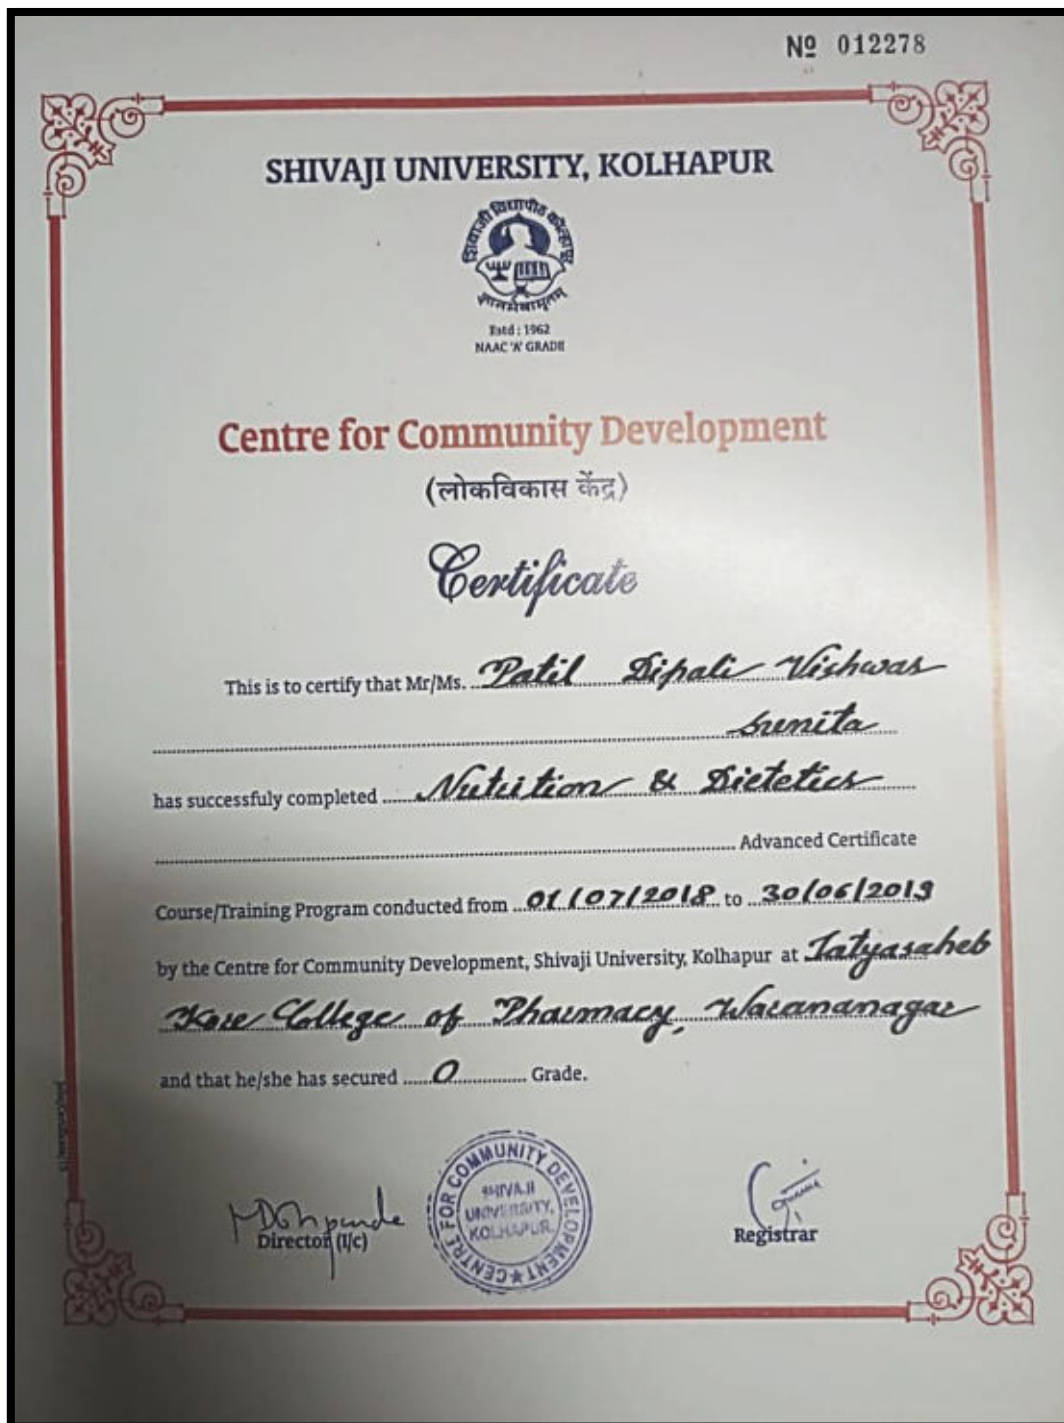 Nº 012278
SHIVAJI UNIVERSITY, KOLHAPUR
शिवाजी विद्यापीठ कोल्हापूर
ज्ञानमेवामृतम्
Estd : 1962
NAAC 'A' GRADE
Centre for Community Development
(लोकविकास केंद्र)
Certificate
This is to certify that Mr/Ms. Patil Dipali Vishwas
Sunita
has successfuly completed Nutrition & Dietetics
Advanced Certificate
Course/Training Program conducted from 01/07/2018 to 30/06/2019
by the Centre for Community Development, Shivaji University, Kolhapur at Tatyasaheb
Kore College of Pharmacy, Warananagar
and that he/she has secured O Grade.
CENTRE FOR COMMUNITY DEVELOPMENT
SHIVAJI
UNIVERSITY,
KOLHAPUR.
Director (I/c)
Registrar